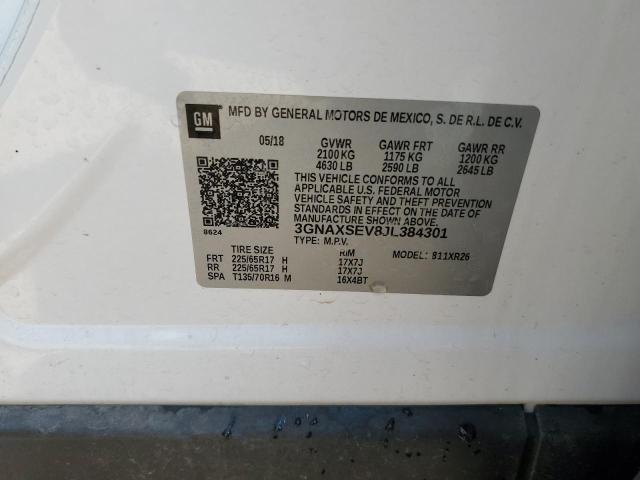 GM
MFD BY GENERAL MOTORS DE MEXICO, S. DE R.L. DE C.V.
05/18 GVWR GAWR FRT GAWR RR
2100 KG 1175 KG 1200 KG
4630 LB 2590 LB 2645 LB
THIS VEHICLE CONFORMS TO ALL
APPLICABLE U.S. FEDERAL MOTOR
VEHICLE SAFETY AND THEFT PREVENTION
STANDARDS IN EFFECT ON THE DATE OF
MANUFACTURE SHOWN ABOVE.
8624 3GNAXSEV8JL384301
TYPE: M.P.V. MODEL: 811XR26
TIRE SIZE RIM
FRT 225/65R17 H 17X7J
RR 225/65R17 H 17X7J
SPA T135/70R16 M 16X4BT